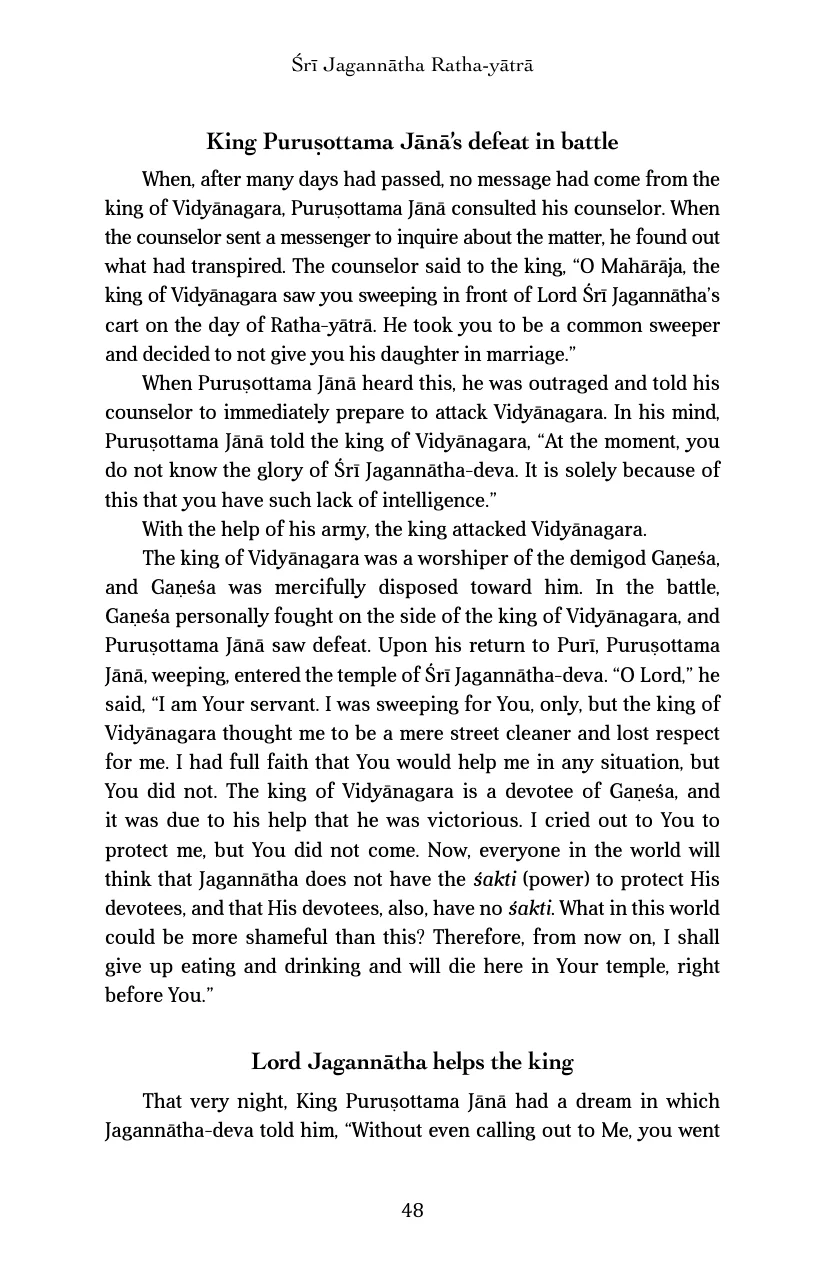 Śrī Jagannātha Ratha-yātrā
King Puruṣottama Jānā’s defeat in battle
When, after many days had passed, no message had come from the
king of Vidyānagara, Puruṣottama Jānā consulted his counselor. When
the counselor sent a messenger to inquire about the matter, he found out
what had transpired. The counselor said to the king, “O Mahārāja, the
king of Vidyānagara saw you sweeping in front of Lord Śrī Jagannātha’s
cart on the day of Ratha-yātrā. He took you to be a common sweeper
and decided to not give you his daughter in marriage.”
When Puruṣottama Jānā heard this, he was outraged and told his
counselor to immediately prepare to attack Vidyānagara. In his mind,
Puruṣottama Jānā told the king of Vidyānagara, “At the moment, you
do not know the glory of Śrī Jagannātha-deva. It is solely because of
this that you have such lack of intelligence.”
With the help of his army, the king attacked Vidyānagara.
The king of Vidyānagara was a worshiper of the demigod Gaṇeśa,
and Gaṇeśa was mercifully disposed toward him. In the battle,
Gaṇeśa personally fought on the side of the king of Vidyānagara, and
Puruṣottama Jānā saw defeat. Upon his return to Purī, Puruṣottama
Jānā, weeping, entered the temple of Śrī Jagannātha-deva. “O Lord,” he
said, “I am Your servant. I was sweeping for You, only, but the king of
Vidyānagara thought me to be a mere street cleaner and lost respect
for me. I had full faith that You would help me in any situation, but
You did not. The king of Vidyānagara is a devotee of Gaṇeśa, and
it was due to his help that he was victorious. I cried out to You to
protect me, but You did not come. Now, everyone in the world will
think that Jagannātha does not have the śakti (power) to protect His
devotees, and that His devotees, also, have no śakti. What in this world
could be more shameful than this? Therefore, from now on, I shall
give up eating and drinking and will die here in Your temple, right
before You.”
Lord Jagannātha helps the king
That very night, King Puruṣottama Jānā had a dream in which
Jagannātha-deva told him, “Without even calling out to Me, you went
48